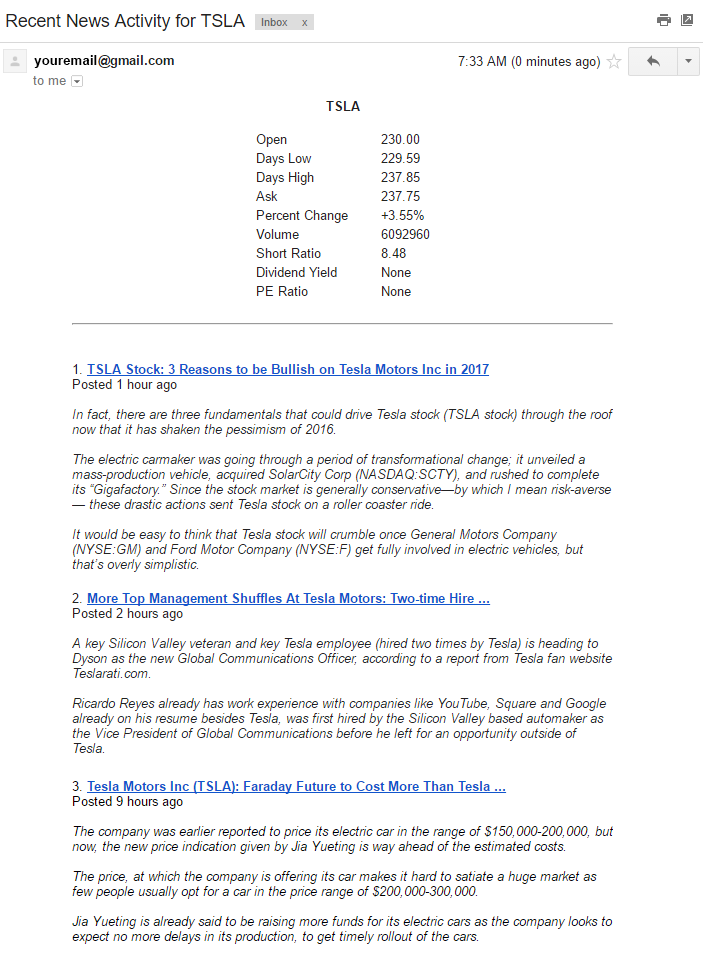 Recent News Activity for TSLA Inbox x
youremail@gmail.com 7:33 AM (0 minutes ago)
to me
TSLA
Open 230.00
Days Low 229.59
Days High 237.85
Ask 237.75
Percent Change +3.55%
Volume 6092960
Short Ratio 8.48
Dividend Yield None
PE Ratio None
1. TSLA Stock: 3 Reasons to be Bullish on Tesla Motors Inc in 2017
Posted 1 hour ago
In fact, there are three fundamentals that could drive Tesla stock (TSLA stock) through the roof
now that it has shaken the pessimism of 2016.
The electric carmaker was going through a period of transformational change; it unveiled a
mass-production vehicle, acquired SolarCity Corp (NASDAQ:SCTY), and rushed to complete
its “Gigafactory.” Since the stock market is generally conservative—by which I mean risk-averse
— these drastic actions sent Tesla stock on a roller coaster ride.
It would be easy to think that Tesla stock will crumble once General Motors Company
(NYSE:GM) and Ford Motor Company (NYSE:F) get fully involved in electric vehicles, but
that’s overly simplistic.
2. More Top Management Shuffles At Tesla Motors: Two-time Hire ...
Posted 2 hours ago
A key Silicon Valley veteran and key Tesla employee (hired two times by Tesla) is heading to
Dyson as the new Global Communications Officer, according to a report from Tesla fan website
Teslarati.com.
Ricardo Reyes already has work experience with companies like YouTube, Square and Google
already on his resume besides Tesla, was first hired by the Silicon Valley based automaker as
the Vice President of Global Communications before he left for an opportunity outside of
Tesla.
3. Tesla Motors Inc (TSLA): Faraday Future to Cost More Than Tesla ...
Posted 9 hours ago
The company was earlier reported to price its electric car in the range of $150,000-200,000, but
now, the new price indication given by Jia Yueting is way ahead of the estimated costs.
The price, at which the company is offering its car makes it hard to satiate a huge market as
few people usually opt for a car in the price range of $200,000-300,000.
Jia Yueting is already said to be raising more funds for its electric cars as the company looks to
expect no more delays in its production, to get timely rollout of the cars.